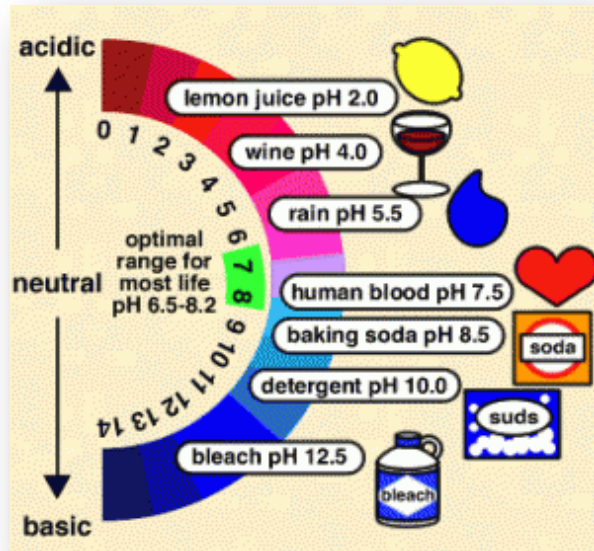 acidic
lemon juice pH 2.0
0
1
2
3
4
5
6
7
8
9
10
11
12
13
14
wine pH 4.0
rain pH 5.5
optimal
range for
most life
pH 6.5-8.2
neutral
human blood pH 7.5
baking soda pH 8.5
soda
detergent pH 10.0
suds
bleach pH 12.5
bleach
basic